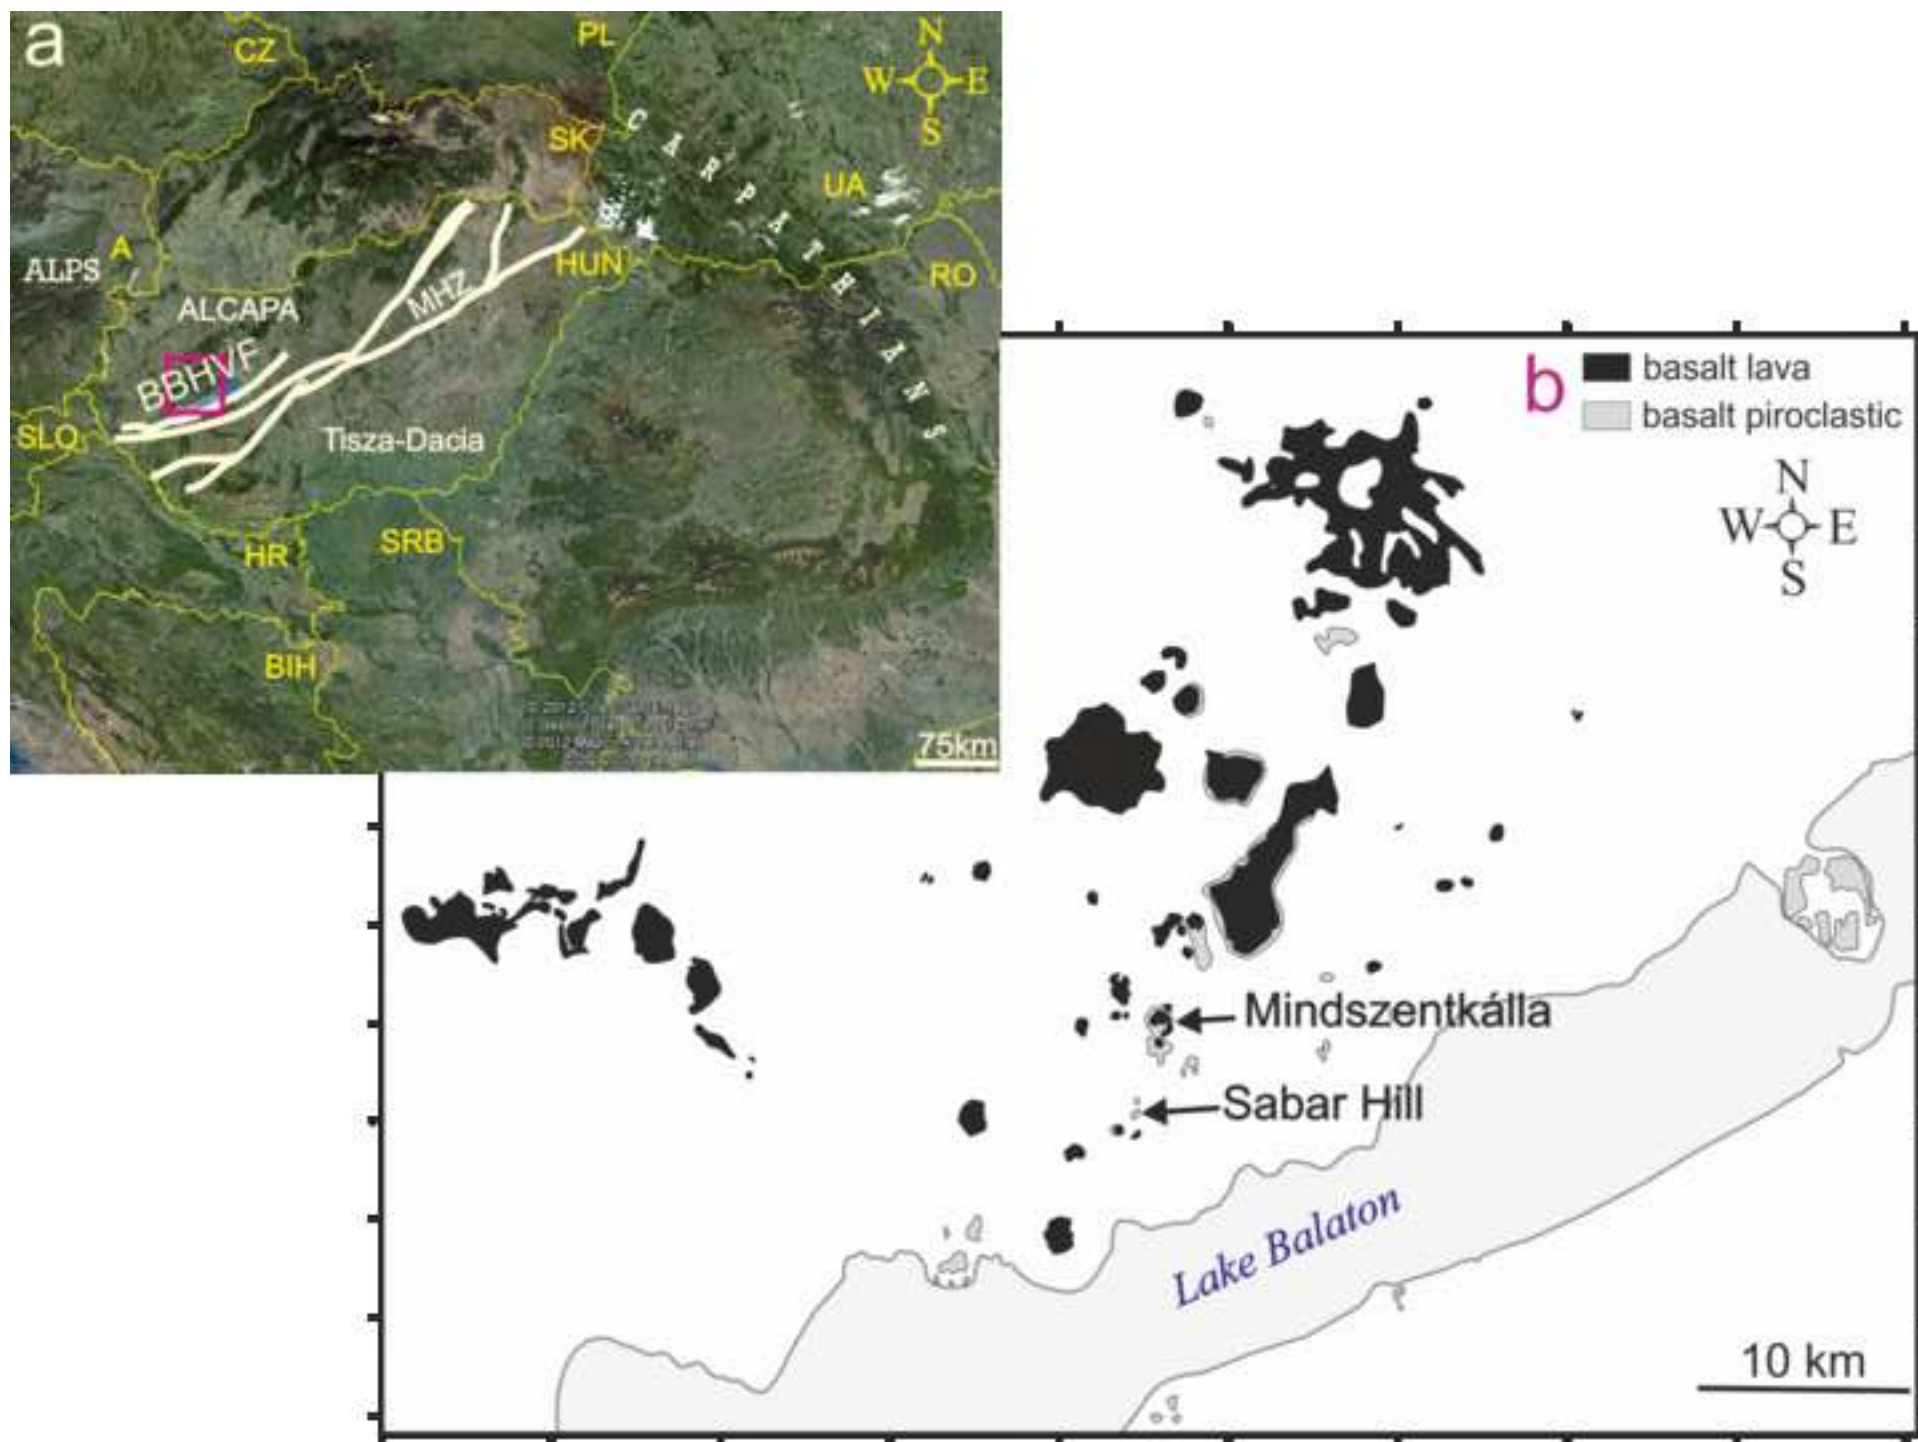 a
CZ
PL
N
W E
S
SK
CARPATHIANS
UA
A
ALPS
HUN
RO
MHZ
ALCAPA
BBHVF
SLO
Tisza-Dacia
HR
SRB
BIH
75km
b
basalt lava
basalt piroclastic
N
W E
S
Mindszentkálla
Sabar Hill
Lake Balaton
10 km